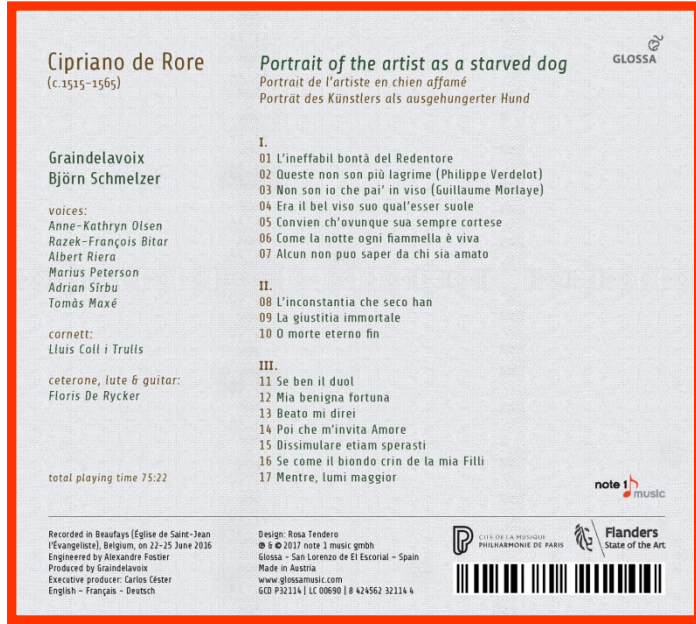 Cipriano de Rore
(c.1515–1565)
Portrait of the artist as a starved dog
Portrait de l'artiste en chien affamé
Porträt des Künstlers als ausgehungerter Hund
GLOSSA
Graindelavoix
Björn Schmelzer
voices:
Anne-Kathryn Olsen
Razek-François Bitar
Albert Riera
Marius Peterson
Adrian Sîrbu
Tomàs Maxé
cornett:
Lluis Coll i Trulls
ceterone, lute & guitar:
Floris De Rycker
total playing time 75:22
I.
01 L'ineffabil bontà del Redentore
02 Queste non son più lagrime (Philippe Verdelot)
03 Non son io che pai' in viso (Guillaume Morlaye)
04 Era il bel viso suo qual'esser suole
05 Convien ch'ovunque sua sempre cortese
06 Come la notte ogni fiammella è viva
07 Alcun non puo saper da chi sia amato
II.
08 L'inconstantia che seco han
09 La giustitia immortale
10 O morte eterno fin
III.
11 Se ben il duol
12 Mia benigna fortuna
13 Beato mi direi
14 Poi che m'invita Amore
15 Dissimulare etiam sperasti
16 Se come il biondo crin de la mia Filli
17 Mentre, lumi maggior
note 1
music
Recorded in Beaufays (Église de Saint-Jean
l'Évangeliste), Belgium, on 22–25 June 2016
Engineered by Alexandre Fostier
Produced by Graindelavoix
Executive producer: Carlos Céster
English – Français – Deutsch
Design: Rosa Tendero
℗ & © 2017 note 1 music gmbh
Glossa – San Lorenzo de El Escorial – Spain
Made in Austria
www.glossamusic.com
GCD P32114 | LC 00690 | 8 424562 32114 4
CITÉ DE LA MUSIQUE
PHILHARMONIE DE PARIS
Flanders
State of the Art